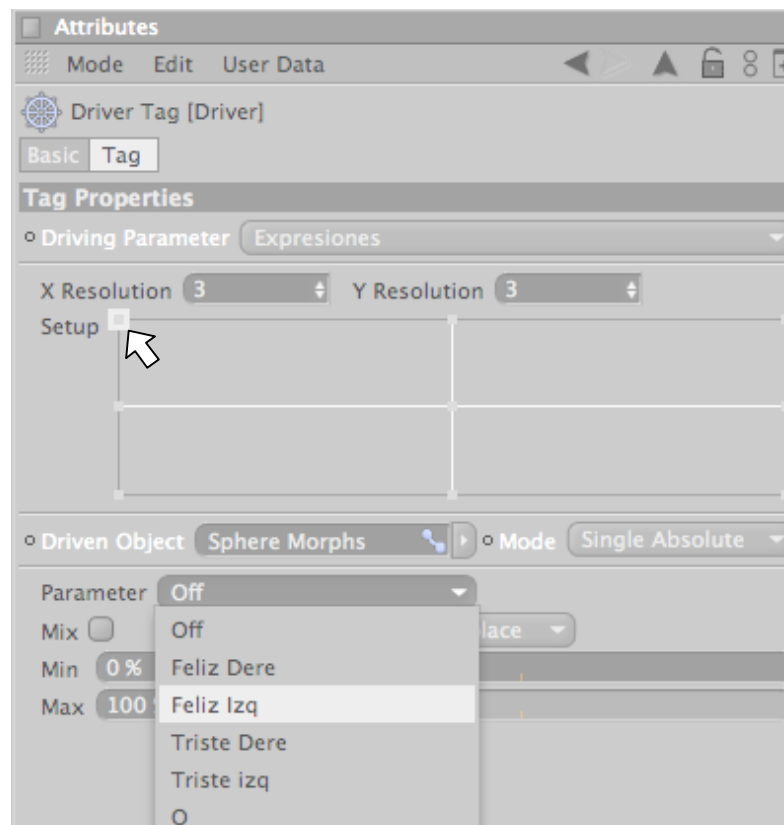 Attributes
Mode Edit User Data
Driver Tag [Driver]
Basic Tag
Tag Properties
Driving Parameter Expresiones
X Resolution 3 Y Resolution 3
Setup
Driven Object Sphere Morphs Mode Single Absolute
Parameter Off
Mix lace
Off
Min 0 %
Feliz Dere
Max 100
Feliz Izq
Triste Dere
Triste izq
O